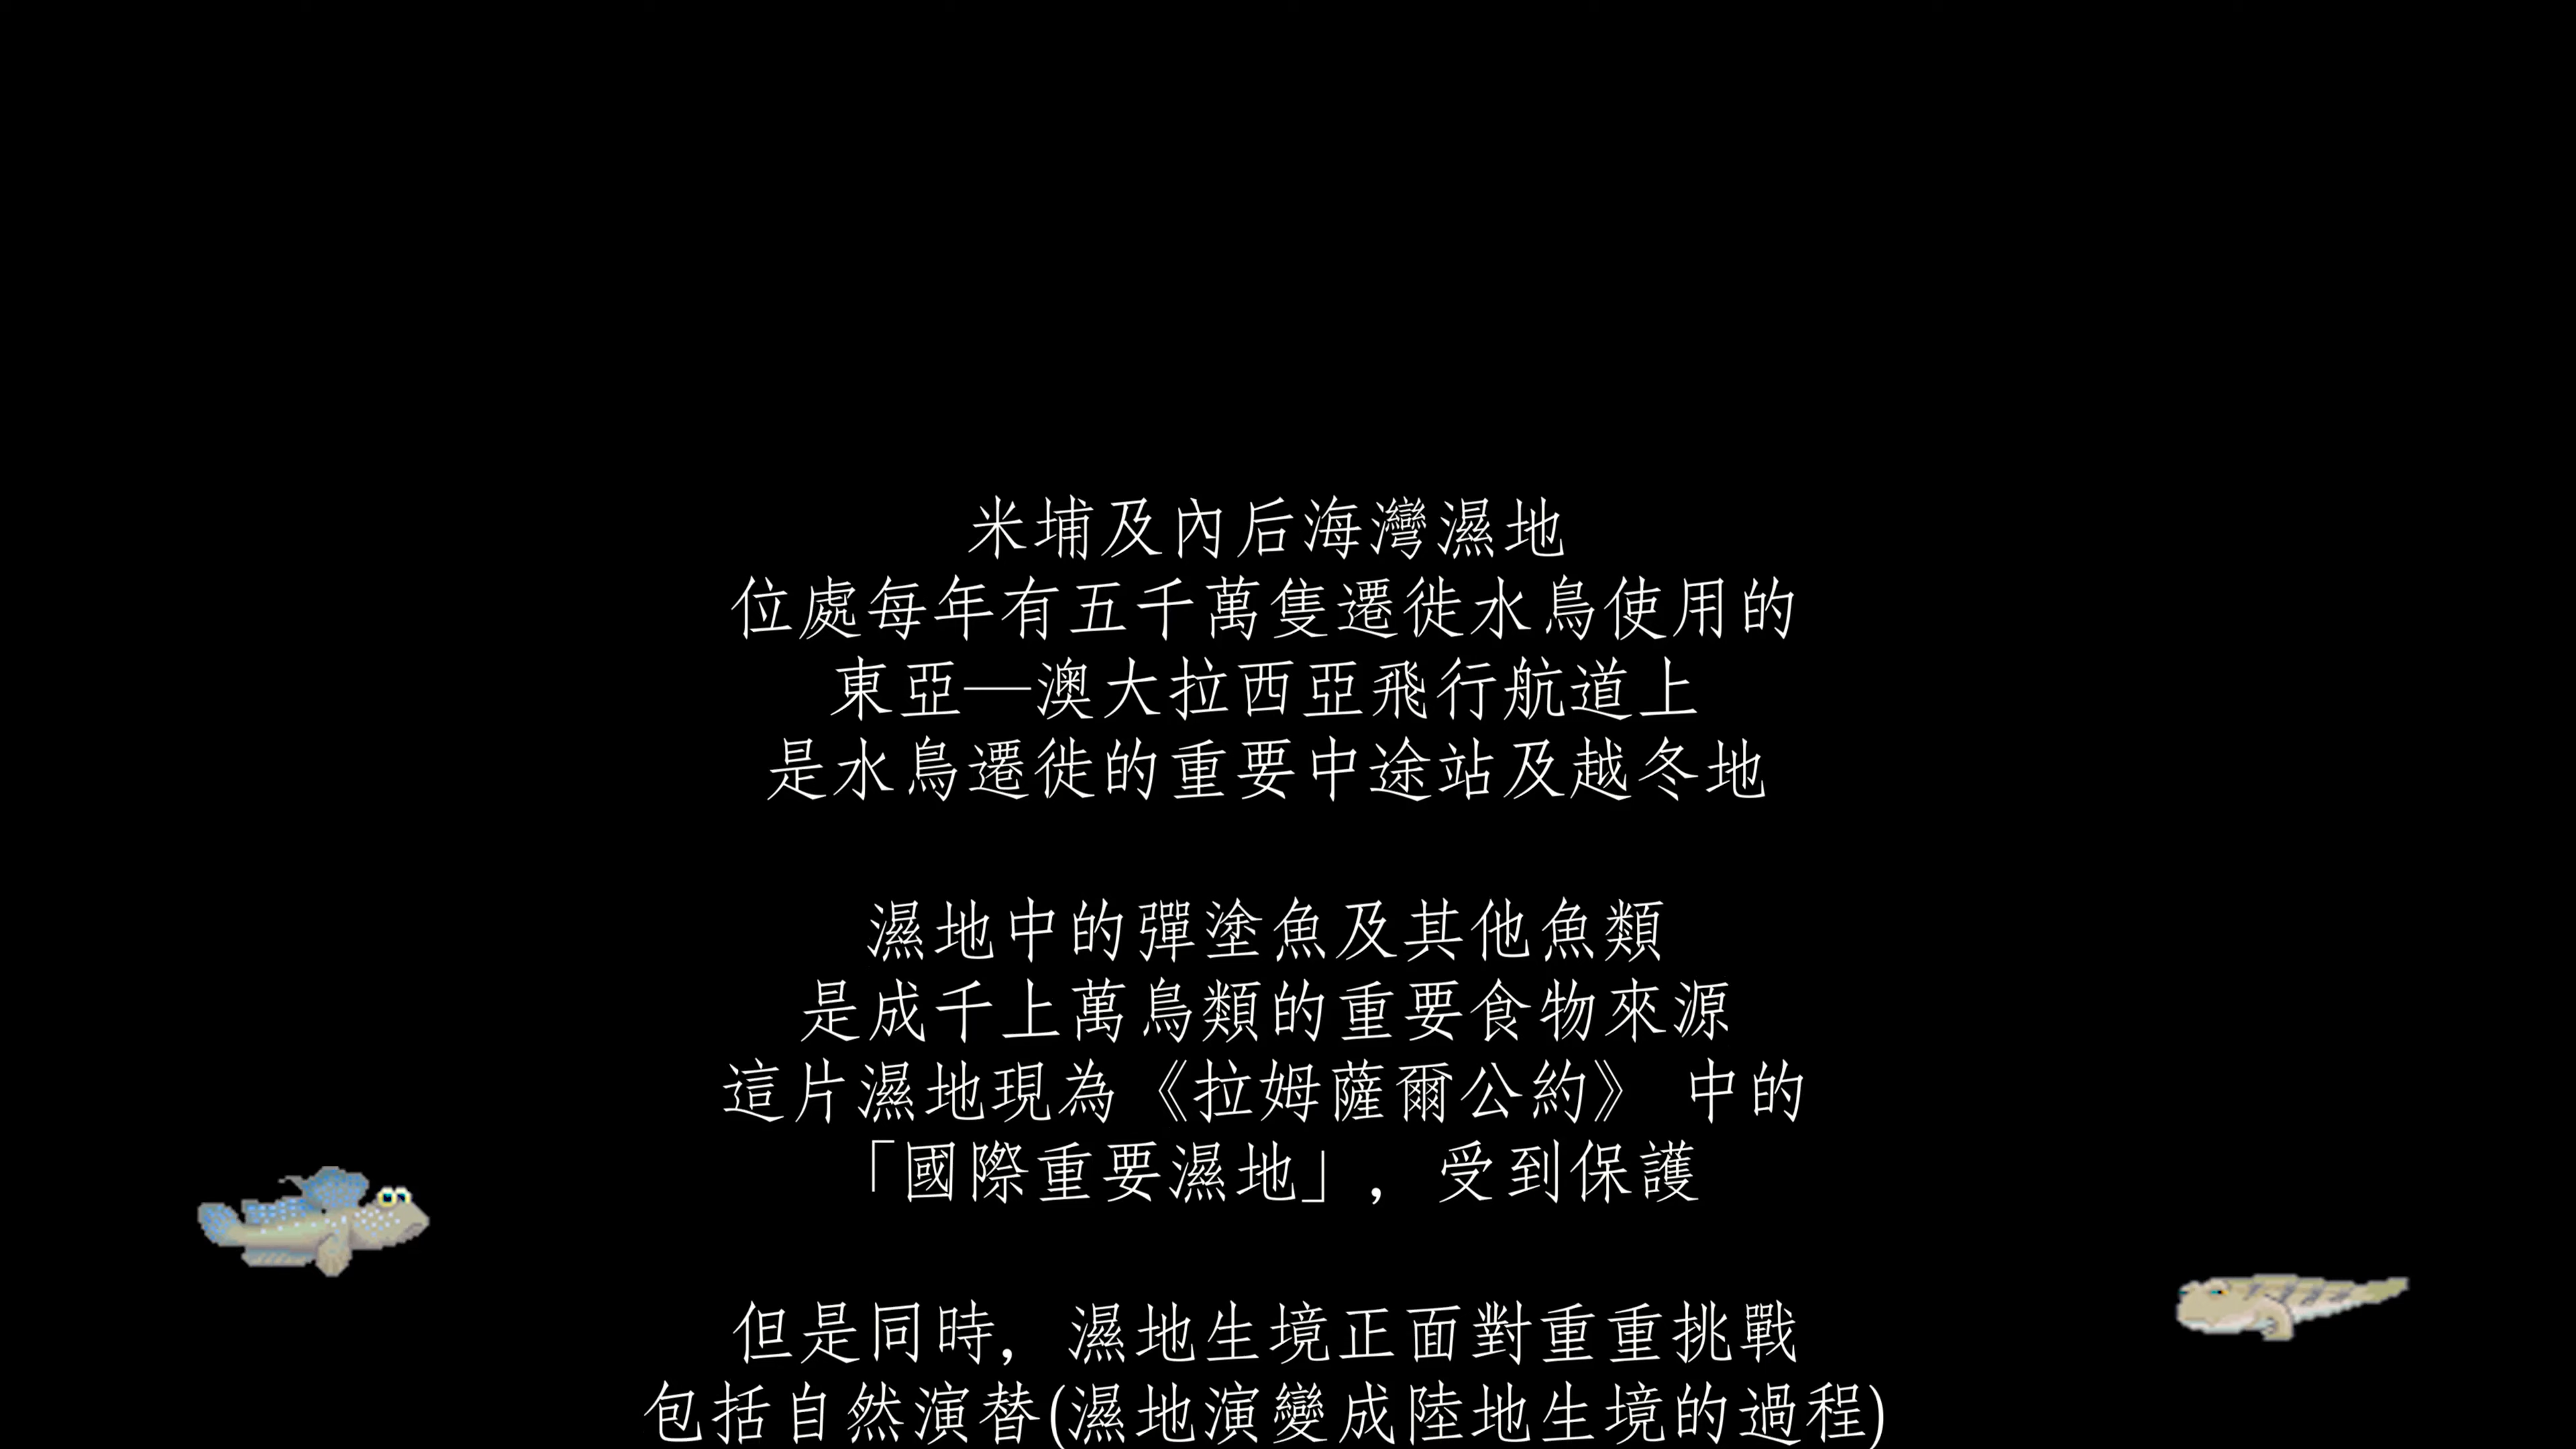 米埔及內后海灣濕地
位處每年有五千萬隻遷徙水鳥使用的
東亞—澳大拉西亞飛行航道上
是水鳥遷徙的重要中途站及越冬地
濕地中的彈塗魚及其他魚類
是成千上萬鳥類的重要食物來源
這片濕地現為《拉姆薩爾公約》 中的
「國際重要濕地」，受到保護
但是同時，濕地生境正面對重重挑戰
包括自然演替(濕地演變成陸地生境的過程)